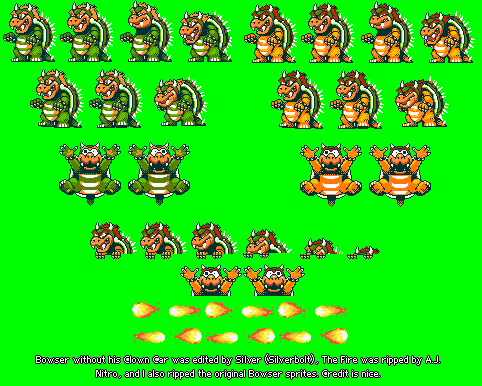 Bowser without his Clown Car was edited by Silver (Silverbolt). The Fire was ripped by A.J.
Nitro, and I also ripped the original Bowser sprites. Credit is nice.